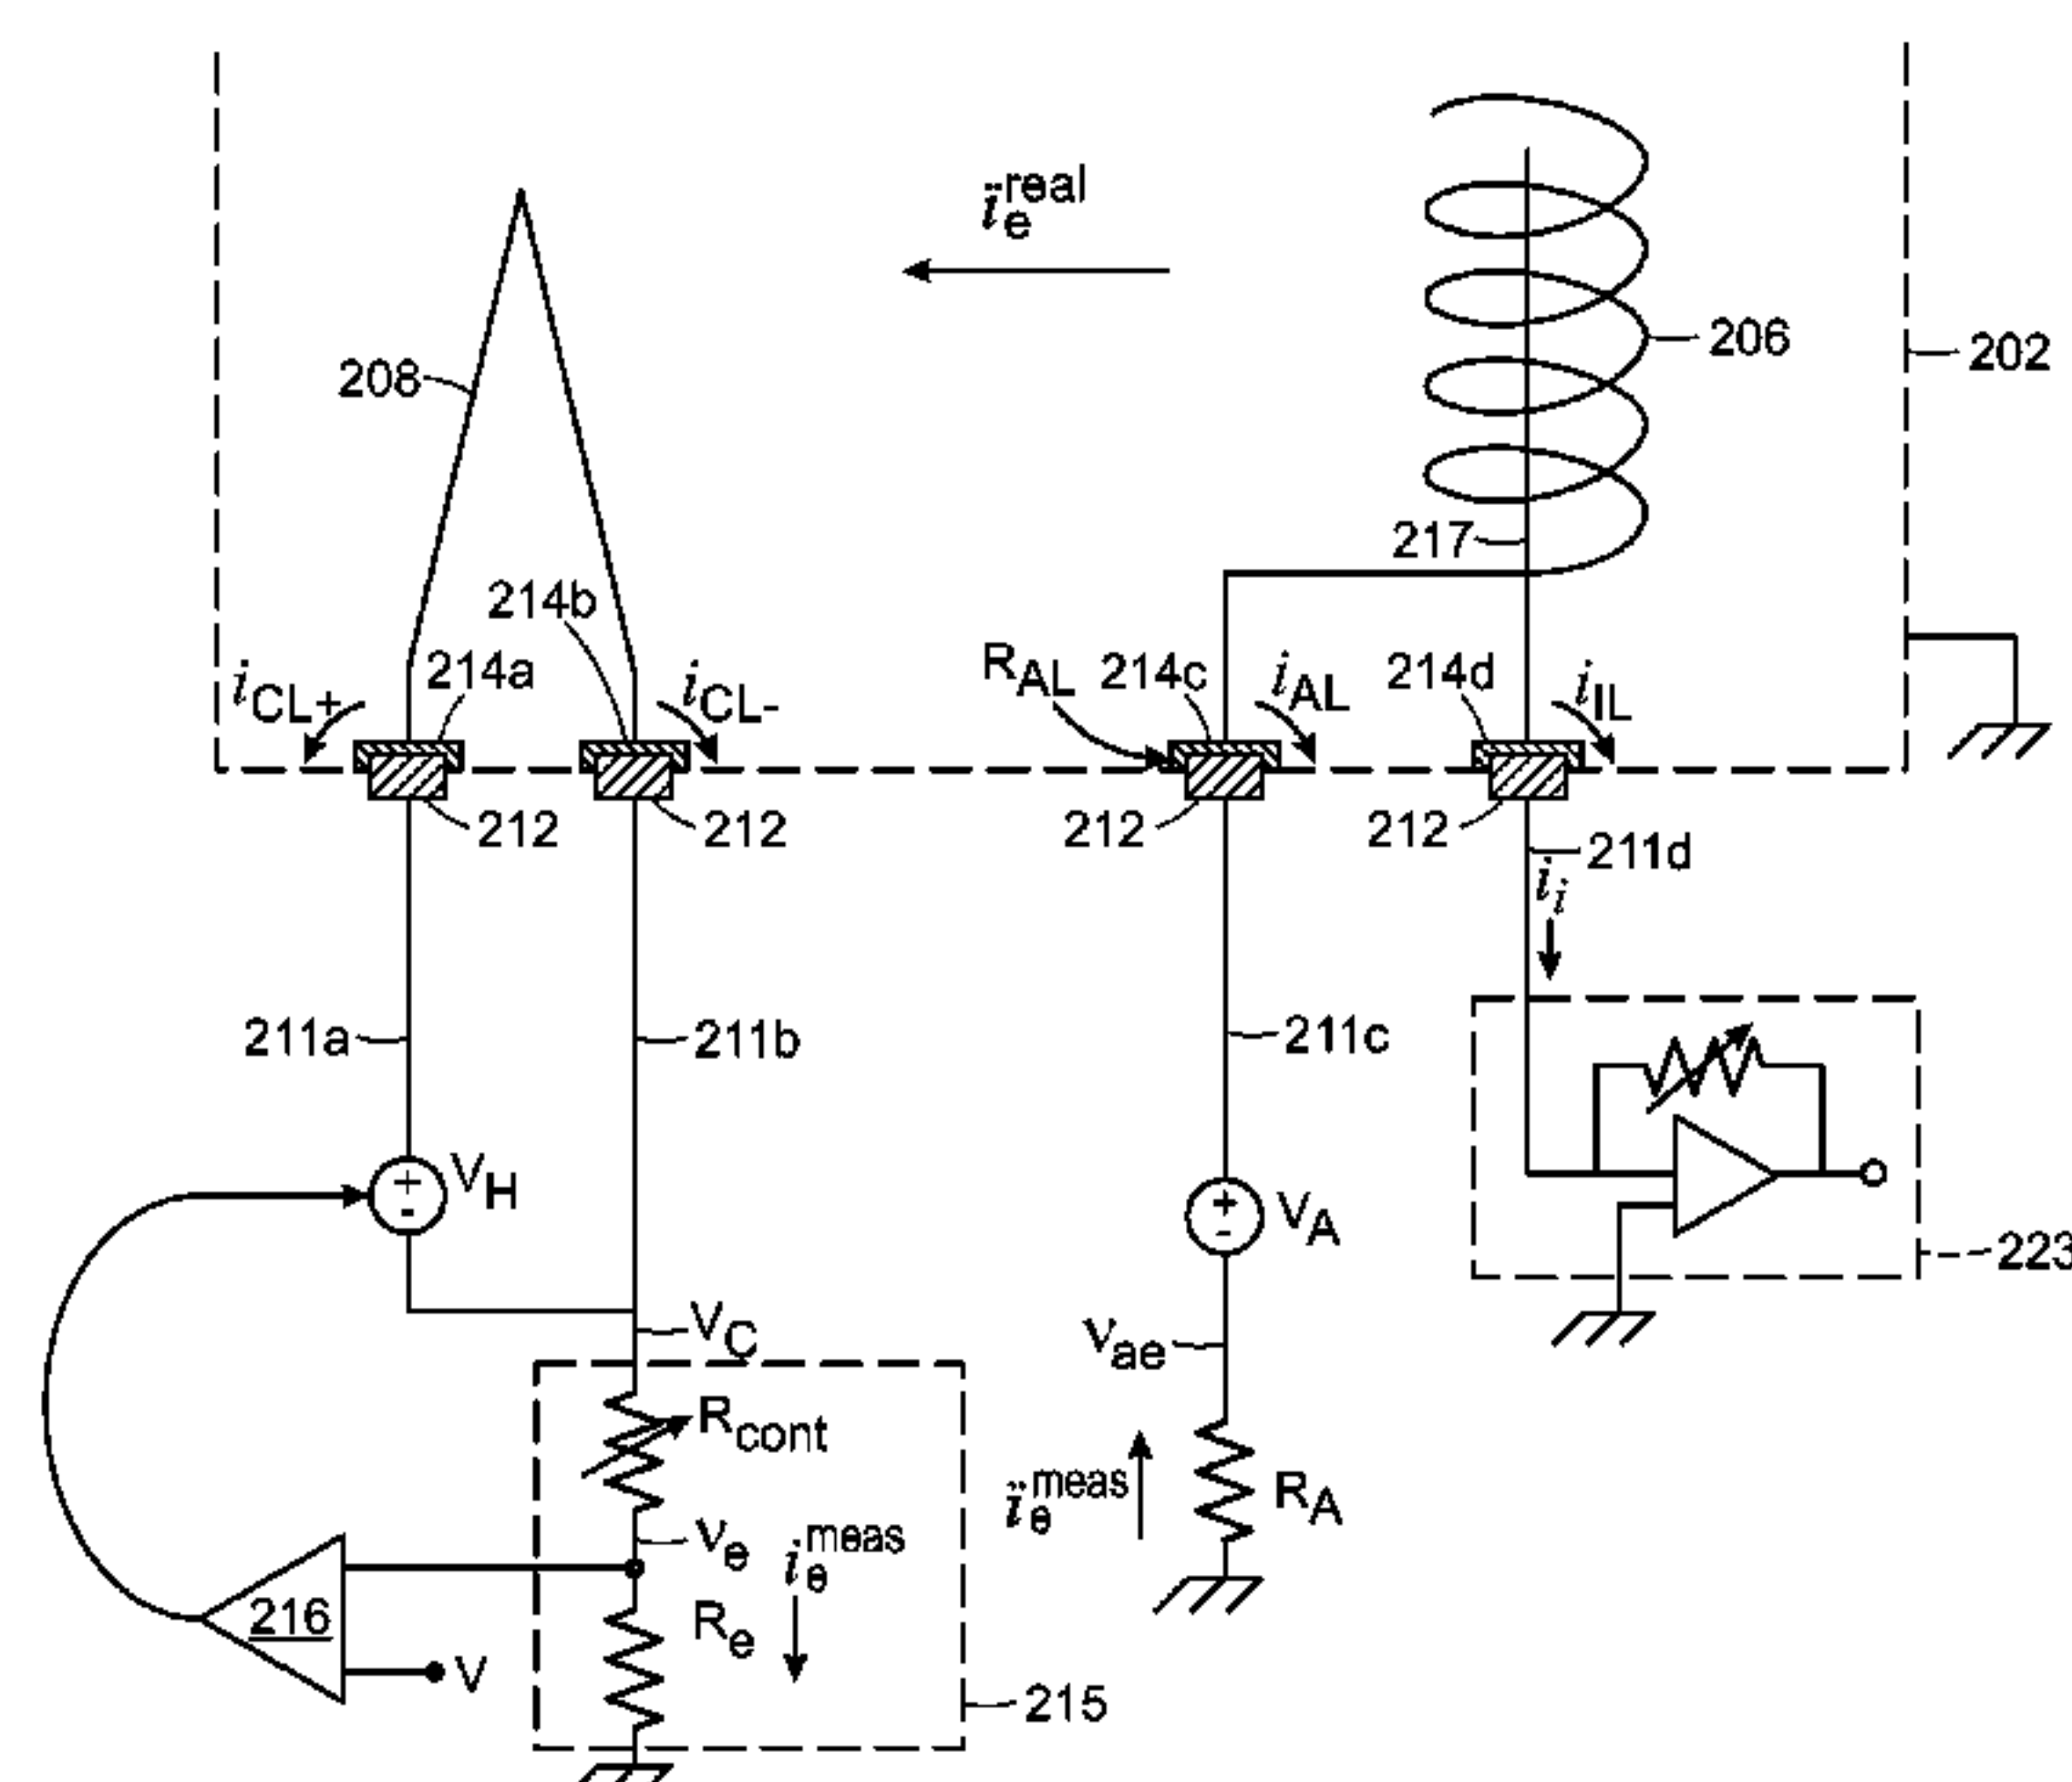 i_e^real
206
202
208
217
214b
214a
i_CL+
i_CL-
R_AL
214c
i_AL
214d
i_IL
212
212
212
212
211d
i_i
211a
211b
211c
V_H
V_A
223
V_C
v_ae
R_cont
i_e^meas
R_A
v_e
i_e^meas
216
R_e
V
215
+
-
+
-